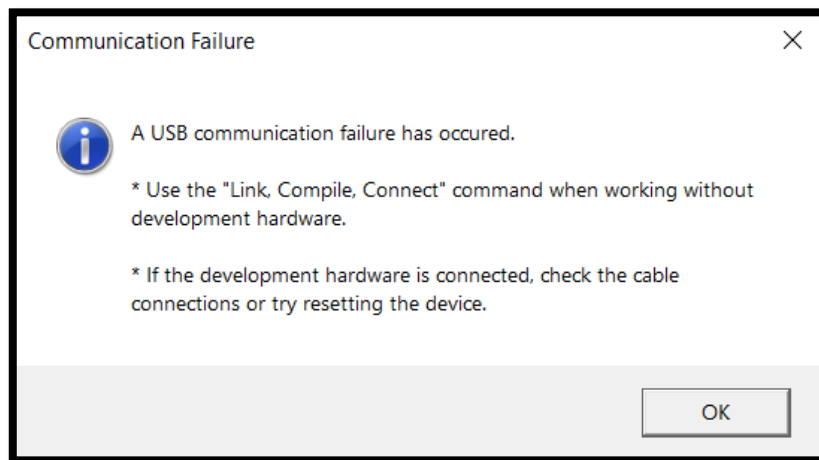 Communication Failure
A USB communication failure has occured.
* Use the "Link, Compile, Connect" command when working without
development hardware.
* If the development hardware is connected, check the cable
connections or try resetting the device.
OK